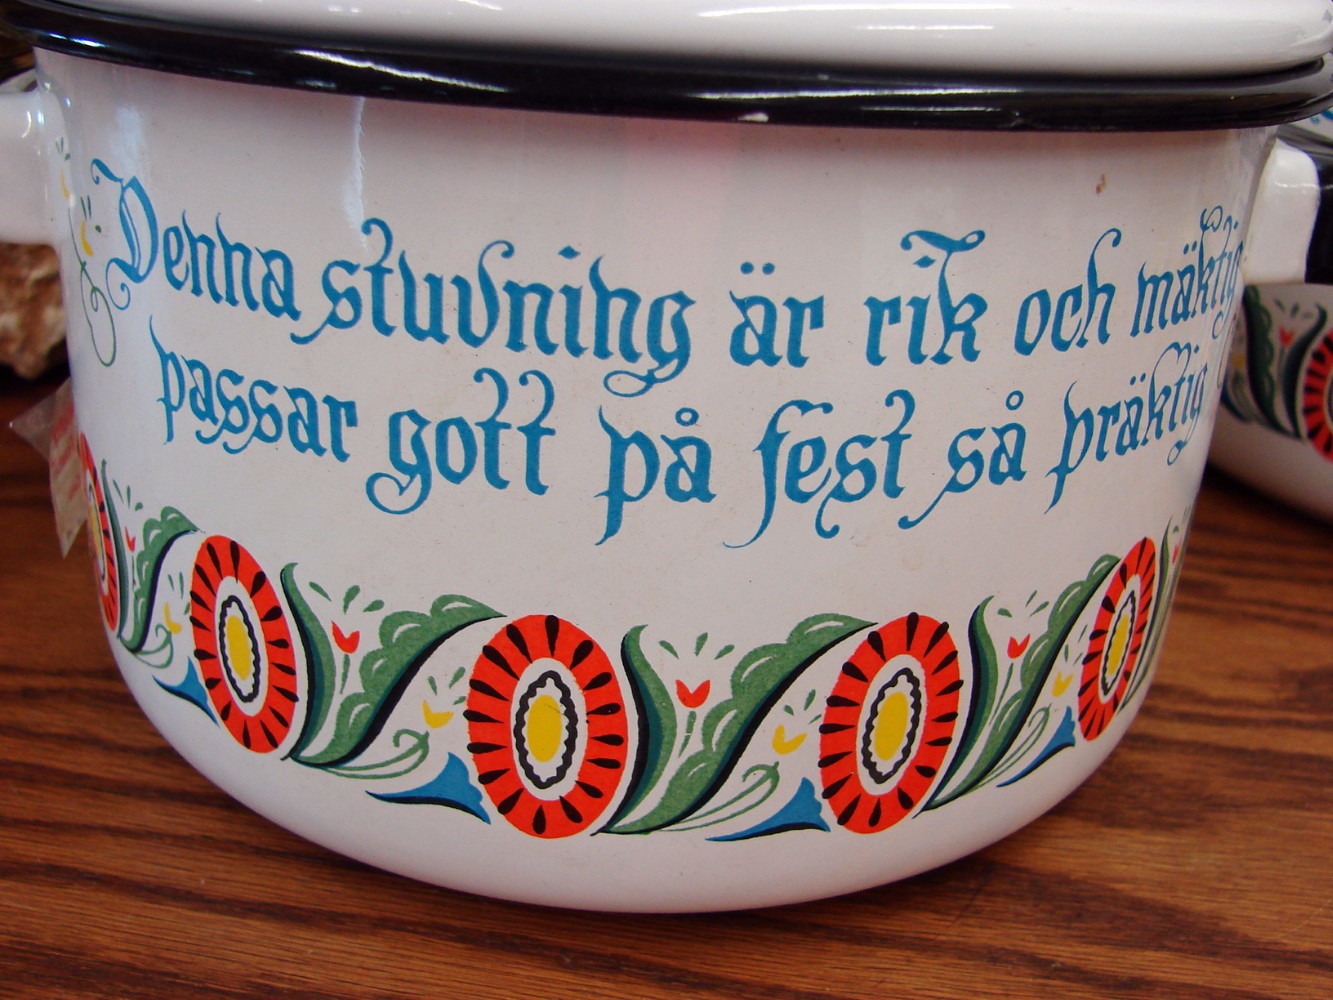 Denna stuvning är rik och mäktig
passar gott på fest så präktig